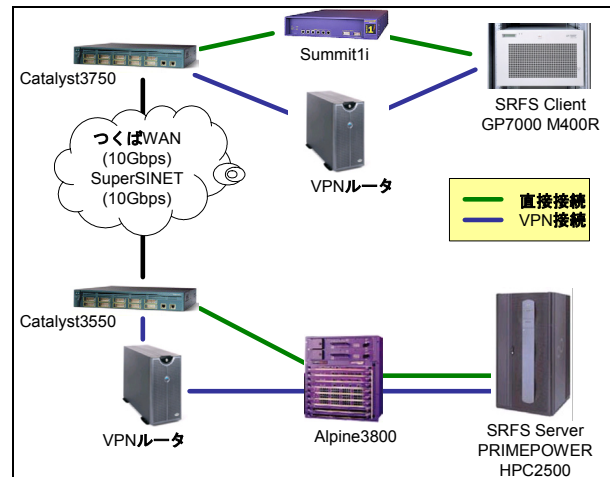 Summit1i
Catalyst3750
SRFS Client
GP7000 M400R
つくばWAN
(10Gbps)
SuperSINET
(10Gbps)
VPNルータ
直接接続
VPN接続
Catalyst3550
VPNルータ
Alpine3800
SRFS Server
PRIMEPOWER
HPC2500